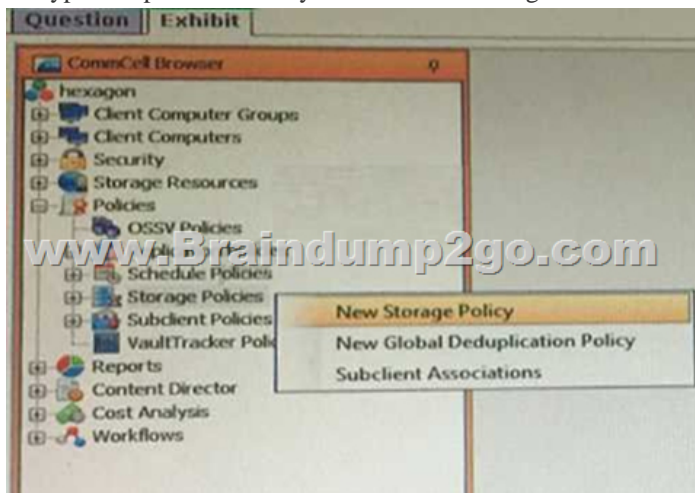 Question Exhibit
CommCell Browser
hexagon
Client Computer Groups
Client Computers
Security
Storage Resources
Policies
OSSV Policies
www.Braindump2go.com
Schedule Policies
Storage Policies
Subclient Policies
VaultTracker
Reports
Content Director
Cost Analysis
Workflows
New Storage Policy
New Global Deduplication Policy
Subclient Associations